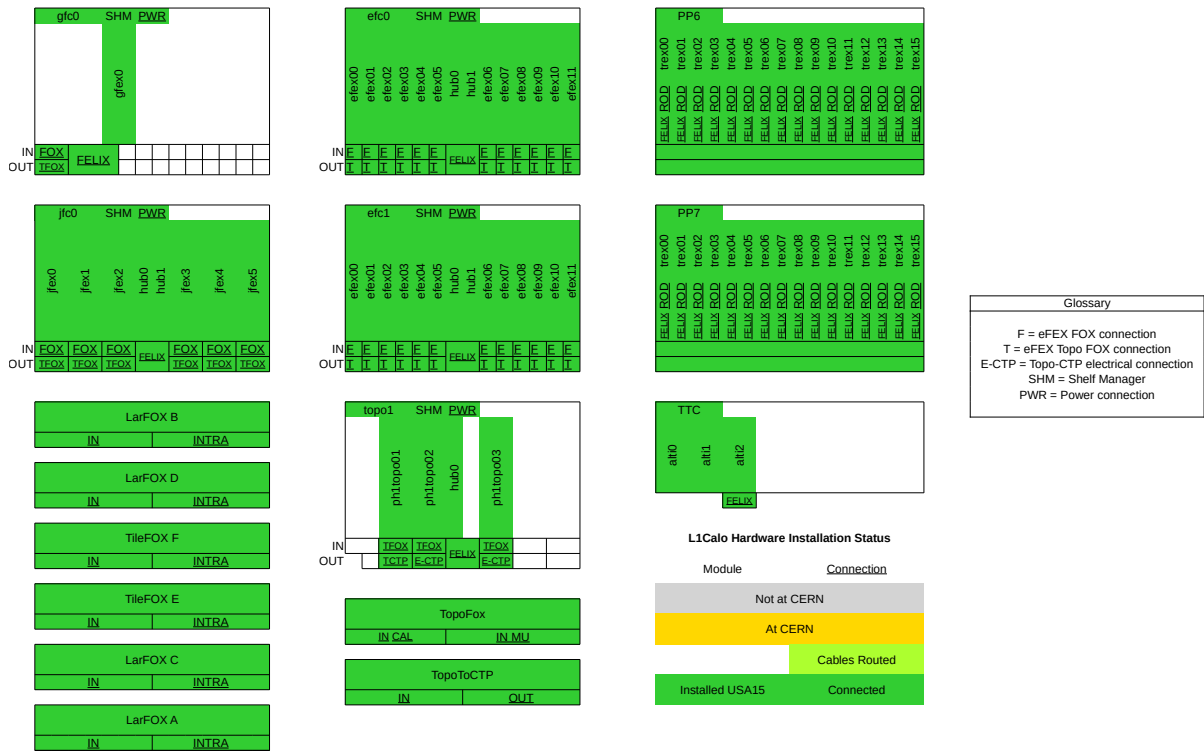 gfc0 SHM PWR
gfex0
IN FOX FELIX
OUT TFOX
efc0 SHM PWR
efex00 efex01 efex02 efex03 efex04 efex05 hub0 hub1 efex06 efex07 efex08 efex09 efex10 efex11
IN F F F F F F FELIX F F F F F F
OUT T T T T T T T T T T T T
PP6
trex00 trex01 trex02 trex03 trex04 trex05 trex06 trex07 trex08 trex09 trex10 trex11 trex12 trex13 trex14 trex15
ROD ROD ROD ROD ROD ROD ROD ROD ROD ROD ROD ROD ROD ROD ROD ROD
FELIX FELIX FELIX FELIX FELIX FELIX FELIX FELIX FELIX FELIX FELIX FELIX FELIX FELIX FELIX FELIX
jfc0 SHM PWR
jfex0 jfex1 jfex2 hub0 hub1 jfex3 jfex4 jfex5
IN FOX FOX FOX FELIX FOX FOX FOX
OUT TFOX TFOX TFOX TFOX TFOX TFOX
efc1 SHM PWR
efex00 efex01 efex02 efex03 efex04 efex05 hub0 hub1 efex06 efex07 efex08 efex09 efex10 efex11
IN F F F F F F FELIX F F F F F F
OUT T T T T T T T T T T T T
PP7
trex00 trex01 trex02 trex03 trex04 trex05 trex06 trex07 trex08 trex09 trex10 trex11 trex12 trex13 trex14 trex15
ROD ROD ROD ROD ROD ROD ROD ROD ROD ROD ROD ROD ROD ROD ROD ROD
FELIX FELIX FELIX FELIX FELIX FELIX FELIX FELIX FELIX FELIX FELIX FELIX FELIX FELIX FELIX FELIX
Glossary
F = eFEX FOX connection
T = eFEX Topo FOX connection
E-CTP = Topo-CTP electrical connection
SHM = Shelf Manager
PWR = Power connection
LarFOX B
IN INTRA
LarFOX D
IN INTRA
TileFOX F
IN INTRA
TileFOX E
IN INTRA
LarFOX C
IN INTRA
LarFOX A
IN INTRA
topo1 SHM PWR
ph1topo01 ph1topo02 hub0 ph1topo03
IN TFOX TFOX FELIX TFOX
OUT TCTP E-CTP E-CTP
TopoFox
IN CAL IN MU
TopoToCTP
IN OUT
TTC
alti0 alti1 alti2
FELIX
L1Calo Hardware Installation Status
Module Connection
Not at CERN
At CERN
Cables Routed
Installed USA15 Connected